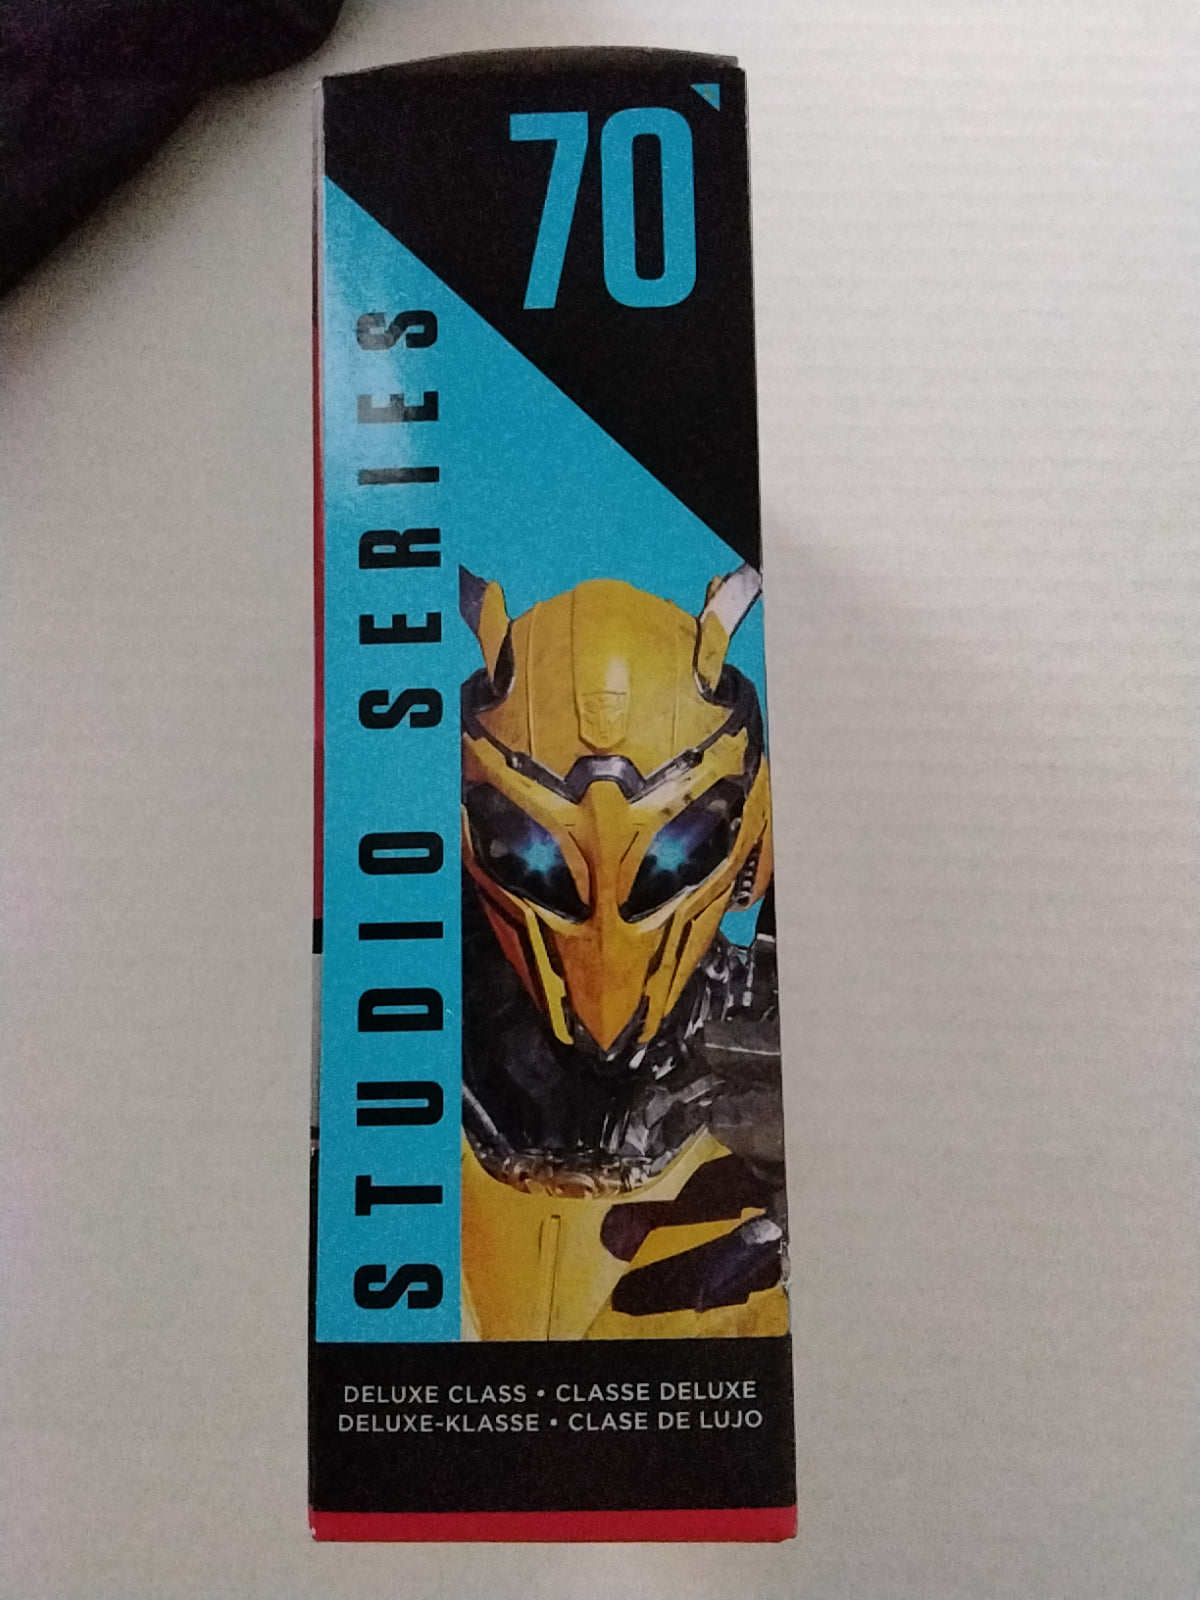 70
STUDIO SERIES
DELUXE CLASS • CLASSE DELUXE
DELUXE-KLASSE • CLASE DE LUJO